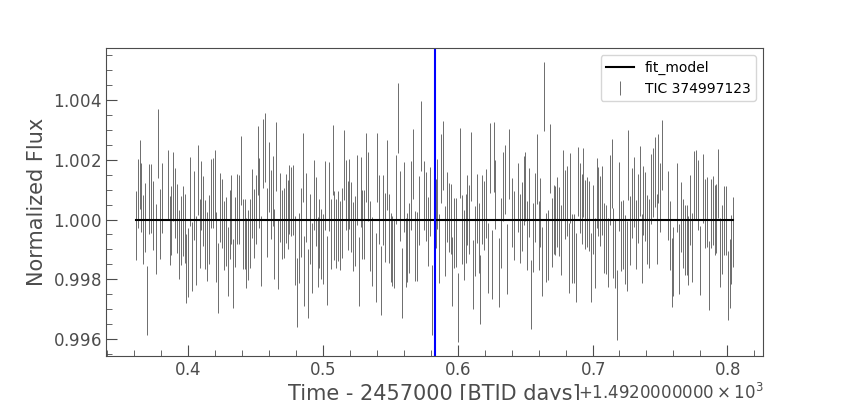 fit_model
TIC 374997123
Normalized Flux
1.004
1.002
1.000
0.998
0.996
0.4 0.5 0.6 0.7 0.8
Time - 2457000 [BTJD days]
+1.4920000000 × 10³